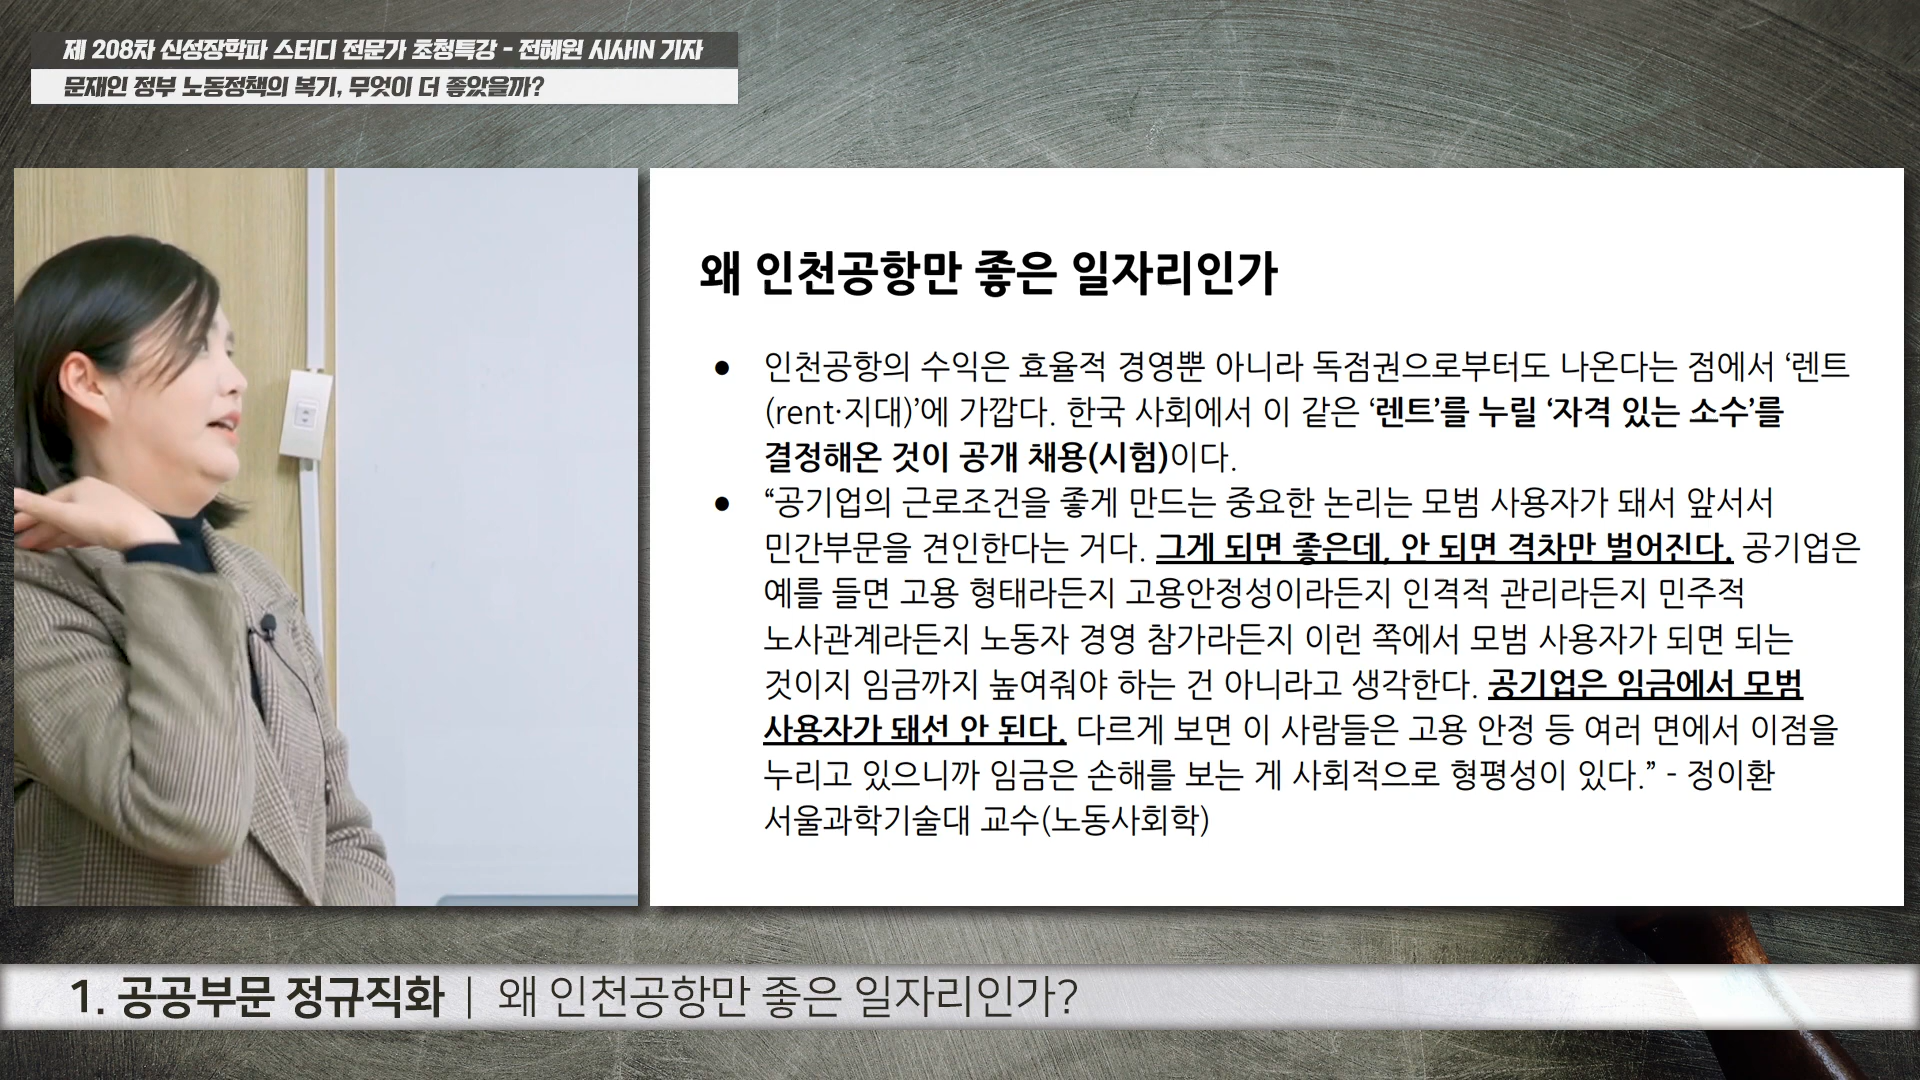 제 208차 신성장학파 스터디 전문가 초청특강 - 전혜원 시사IN 기자
문재인 정부 노동정책의 복기, 무엇이 더 좋았을까?
왜 인천공항만 좋은 일자리인가
● 인천공항의 수익은 효율적 경영뿐 아니라 독점권으로부터도 나온다는 점에서 ‘렌트
(rent·지대)’에 가깝다. 한국 사회에서 이 같은 ‘렌트’를 누릴 ‘자격 있는 소수’를
결정해온 것이 공개 채용(시험)이다.
● “공기업의 근로조건을 좋게 만드는 중요한 논리는 모범 사용자가 돼서 앞서서
민간부문을 견인한다는 거다. 그게 되면 좋은데, 안 되면 격차만 벌어진다. 공기업은
예를 들면 고용 형태라든지 고용안정성이라든지 인격적 관리라든지 민주적
노사관계라든지 노동자 경영 참가라든지 이런 쪽에서 모범 사용자가 되면 되는
것이지 임금까지 높여줘야 하는 건 아니라고 생각한다. 공기업은 임금에서 모범
사용자가 돼선 안 된다. 다르게 보면 이 사람들은 고용 안정 등 여러 면에서 이점을
누리고 있으니까 임금은 손해를 보는 게 사회적으로 형평성이 있다.” - 정이환
서울과학기술대 교수(노동사회학)
1. 공공부문 정규직화 | 왜 인천공항만 좋은 일자리인가?